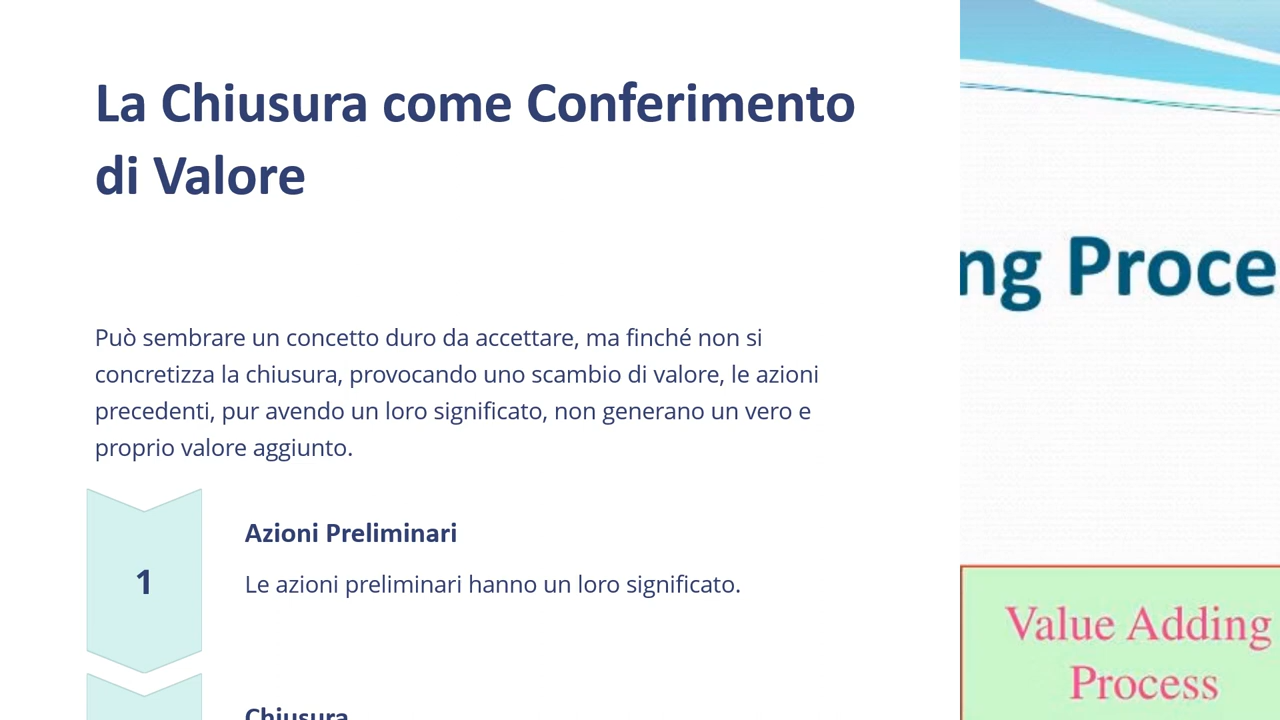 La Chiusura come Conferimento
di Valore
Può sembrare un concetto duro da accettare, ma finché non si
concretizza la chiusura, provocando uno scambio di valore, le azioni
precedenti, pur avendo un loro significato, non generano un vero e
proprio valore aggiunto.
1
Azioni Preliminari
Le azioni preliminari hanno un loro significato.
Chiusura
ng Proce
Value Adding
Process